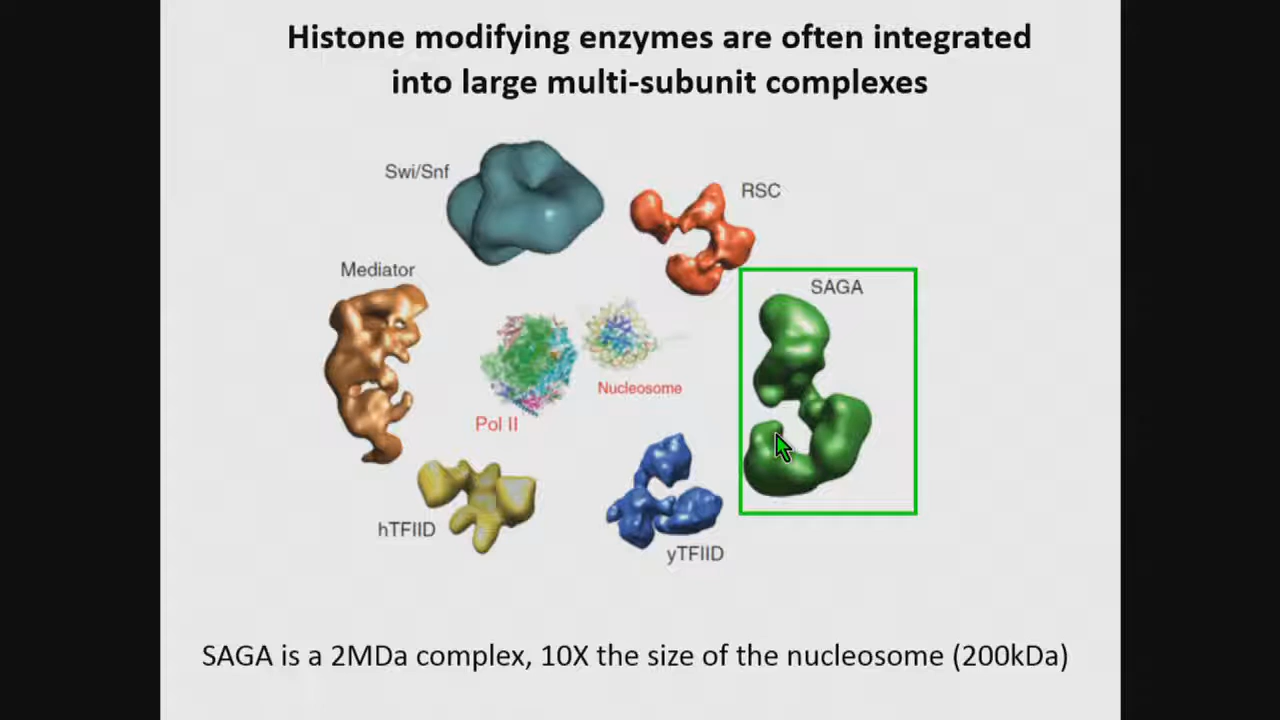 Histone modifying enzymes are often integrated
into large multi-subunit complexes
Swi/Snf
RSC
Mediator
SAGA
Nucleosome
Pol II
hTFIID
yTFIID
SAGA is a 2MDa complex, 10X the size of the nucleosome (200kDa)